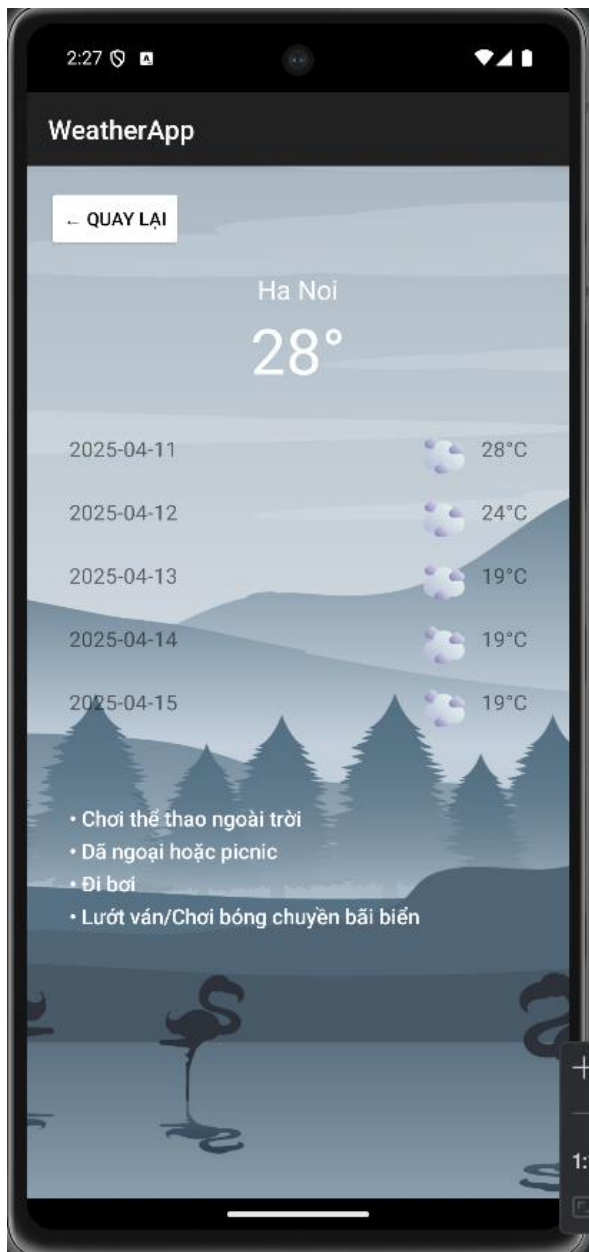 2:27
A
WeatherApp
← QUAY LẠI
Ha Noi
28°
2025-04-11 28°C
2025-04-12 24°C
2025-04-13 19°C
2025-04-14 19°C
2025-04-15 19°C
• Chơi thể thao ngoài trời
• Dã ngoại hoặc picnic
• Đi bơi
• Lướt ván/Chơi bóng chuyền bãi biển